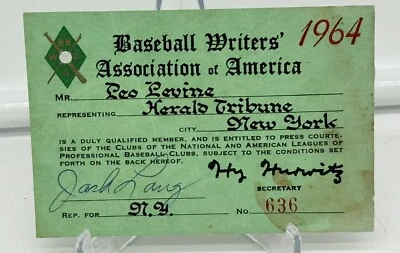 1964
Baseball Writers'
Association of America
MR. Leo Levine
REPRESENTING Herald Tribune
CITY New York
IS A DULY QUALIFIED MEMBER, AND IS ENTITLED TO PRESS COURTE-
SIES OF THE CLUBS OF THE NATIONAL AND AMERICAN LEAGUES OF
PROFESSIONAL BASEBALL CLUBS, SUBJECT TO THE CONDITIONS SET
FORTH ON THE BACK HEREOF.
Jack Lang Hy Hurwitz
SECRETARY
REP. FOR N.Y. NO. 636